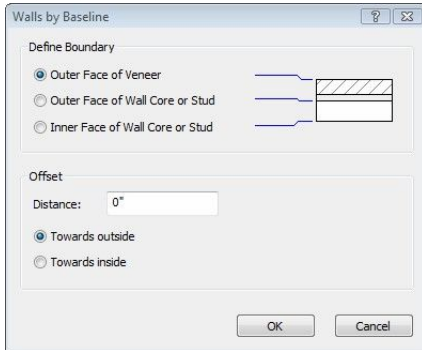 Walls by Baseline
Define Boundary
Outer Face of Veneer
Outer Face of Wall Core or Stud
Inner Face of Wall Core or Stud
Offset
Distance: 0"
Towards outside
Towards inside
OK Cancel